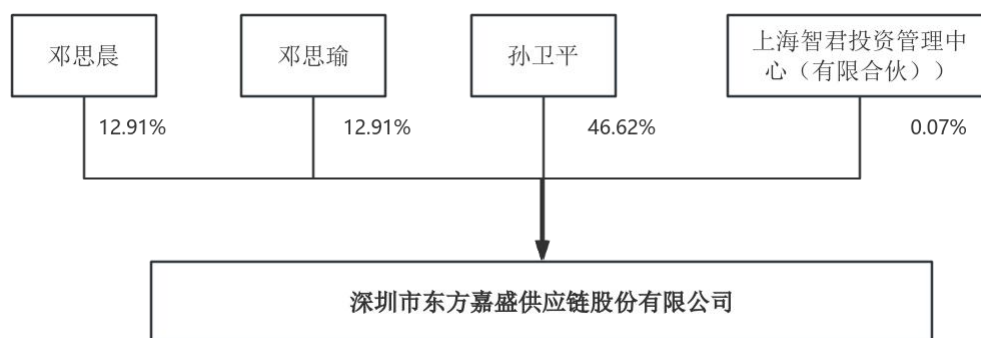 邓思晨
邓思瑜
孙卫平
上海智君投资管理中
心（有限合伙））
12.91%
12.91%
46.62%
0.07%
深圳市东方嘉盛供应链股份有限公司